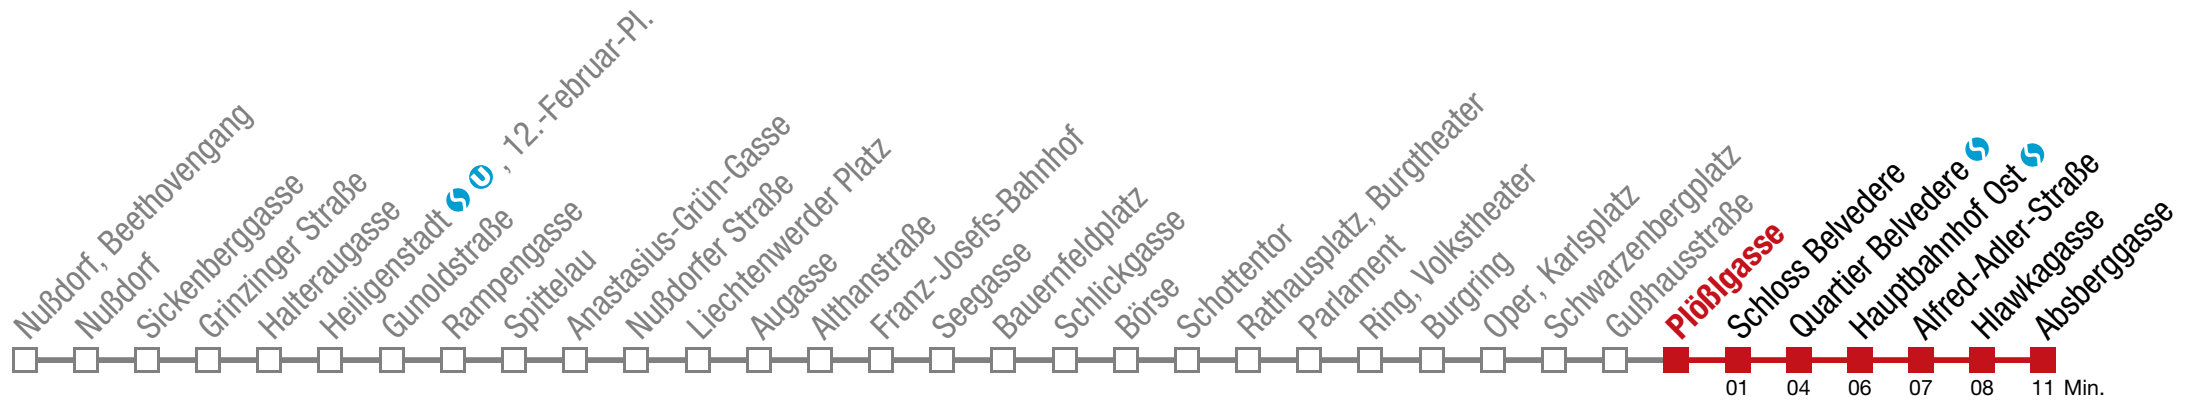 Nußdorf, Beethovengang
Nußdorf
Sickenberggasse
Grinzinger Straße
Halteraugasse
Heiligenstadt S U , 12.-Februar-Pl.
Gunoldstraße
Rampengasse
Spittelau
Anastasius-Grün-Gasse
Nußdorfer Straße
Liechtenwerder Platz
Augasse
Althanstraße
Franz-Josefs-Bahnhof
Seegasse
Bauernfeldplatz
Schlickgasse
Börse
Schottentor
Rathausplatz, Burgtheater
Parlament
Ring, Volkstheater
Burgring
Oper, Karlsplatz
Schwarzenbergplatz
Gußhausstraße
Plößlgasse
Schloss Belvedere
Quartier Belvedere S
Hauptbahnhof Ost S
Alfred-Adler-Straße
Hlawkagasse
Absberggasse
01 04 06 07 08 11 Min.